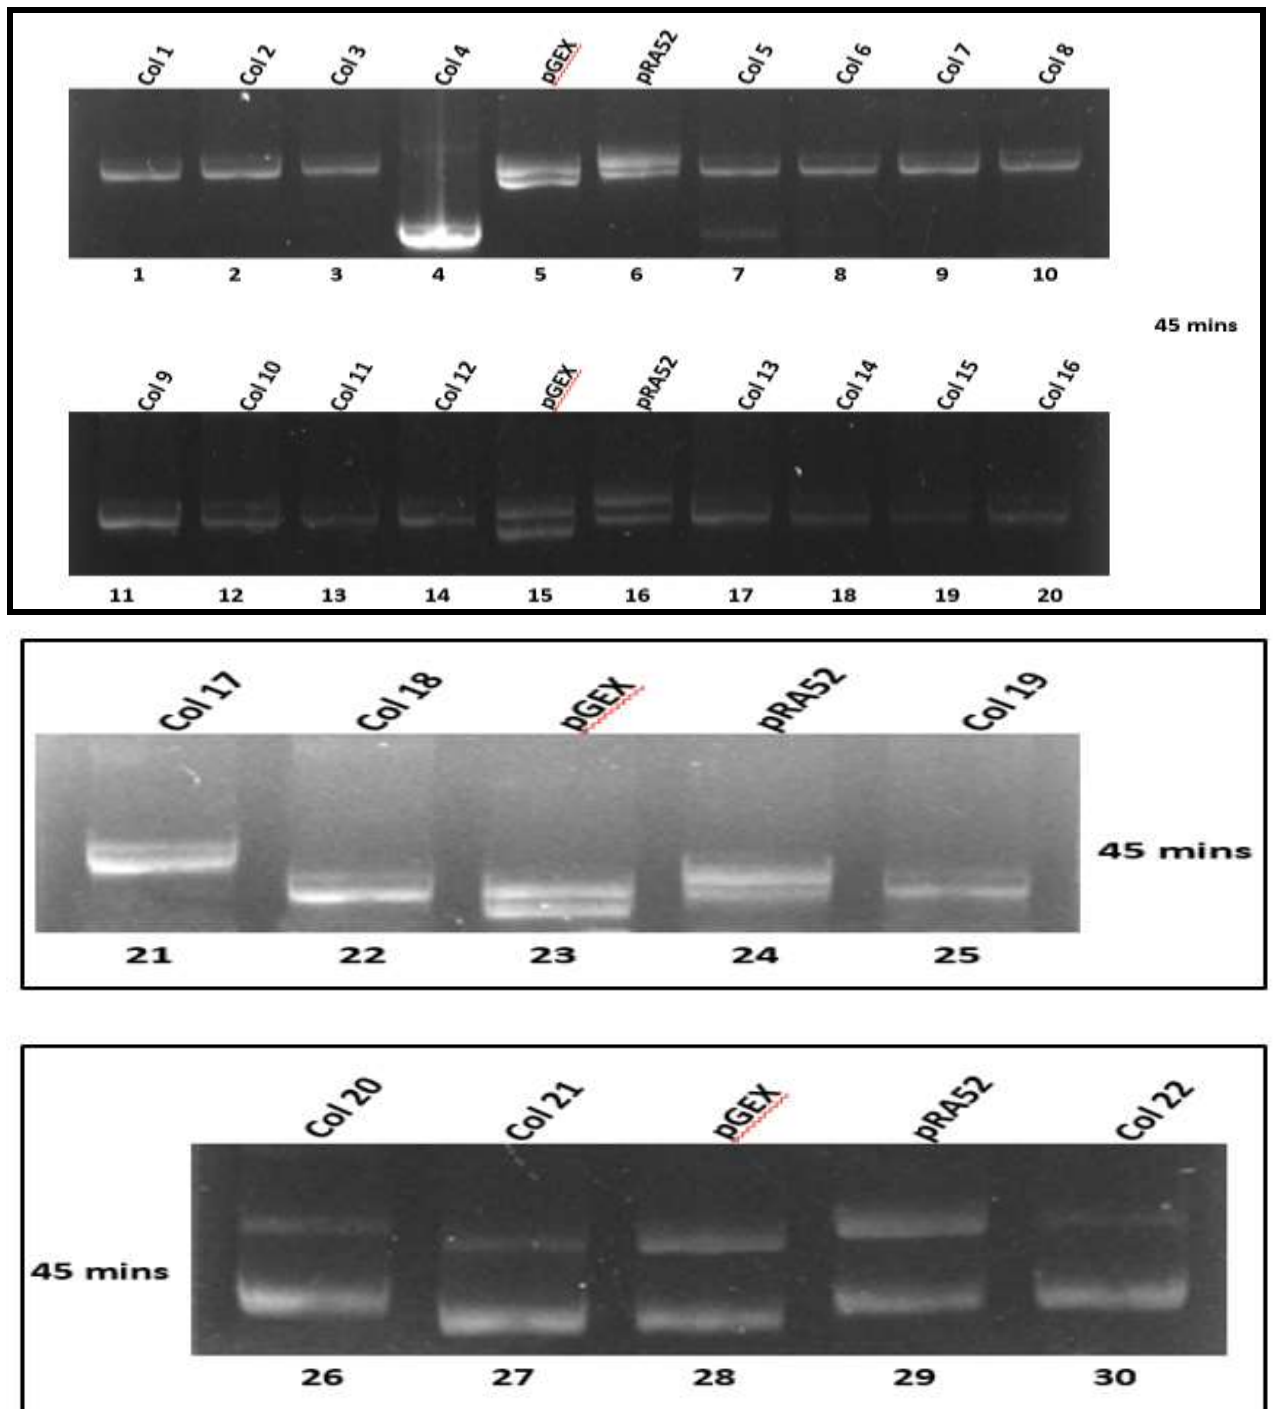 Col 1 Col 2 Col 3 Col 4 pGEX pRA52 Col 5 Col 6 Col 7 Col 8
1 2 3 4 5 6 7 8 9 10
45 mins
Col 9 Col 10 Col 11 Col 12 pGEX pRA52 Col 13 Col 14 Col 15 Col 16
11 12 13 14 15 16 17 18 19 20
Col 17 Col 18 pGEX pRA52 Col 19
45 mins
21 22 23 24 25
Col 20 Col 21 pGEX pRA52 Col 22
45 mins
26 27 28 29 30